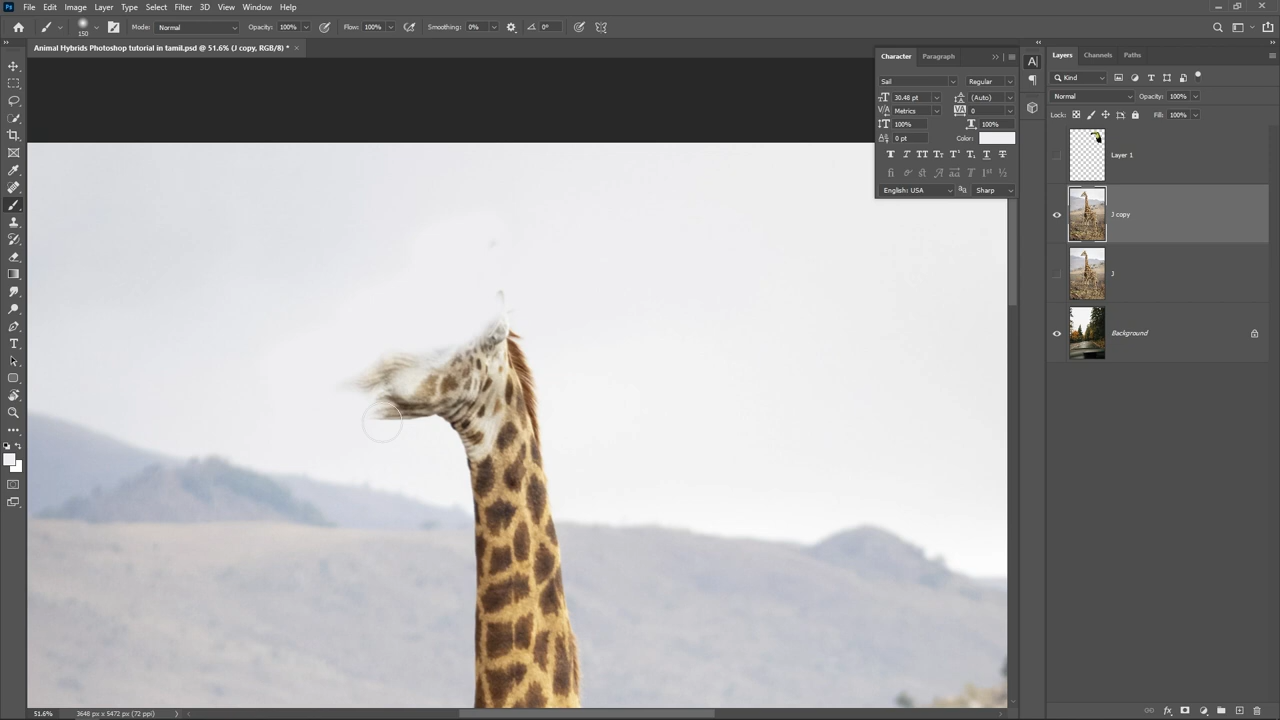 Ps File Edit Image Layer Type Select Filter 3D View Window Help
150 Mode: Normal Opacity: 100% Flow: 100% Smoothing: 0% 0°
Animal Hybrids Photoshop tutorial in tamil.psd @ 51.6% (J copy, RGB/8) *
Character Paragraph
Sail Regular
30.48 pt (Auto)
Metrics 0
100% 100%
0 pt Color:
English: USA Sharp
Layers Channels Paths
Kind
Normal Opacity: 100%
Lock: Fill: 100%
Layer 1
J copy
J
Background
51.6% 3648 px x 5472 px (72 ppi)